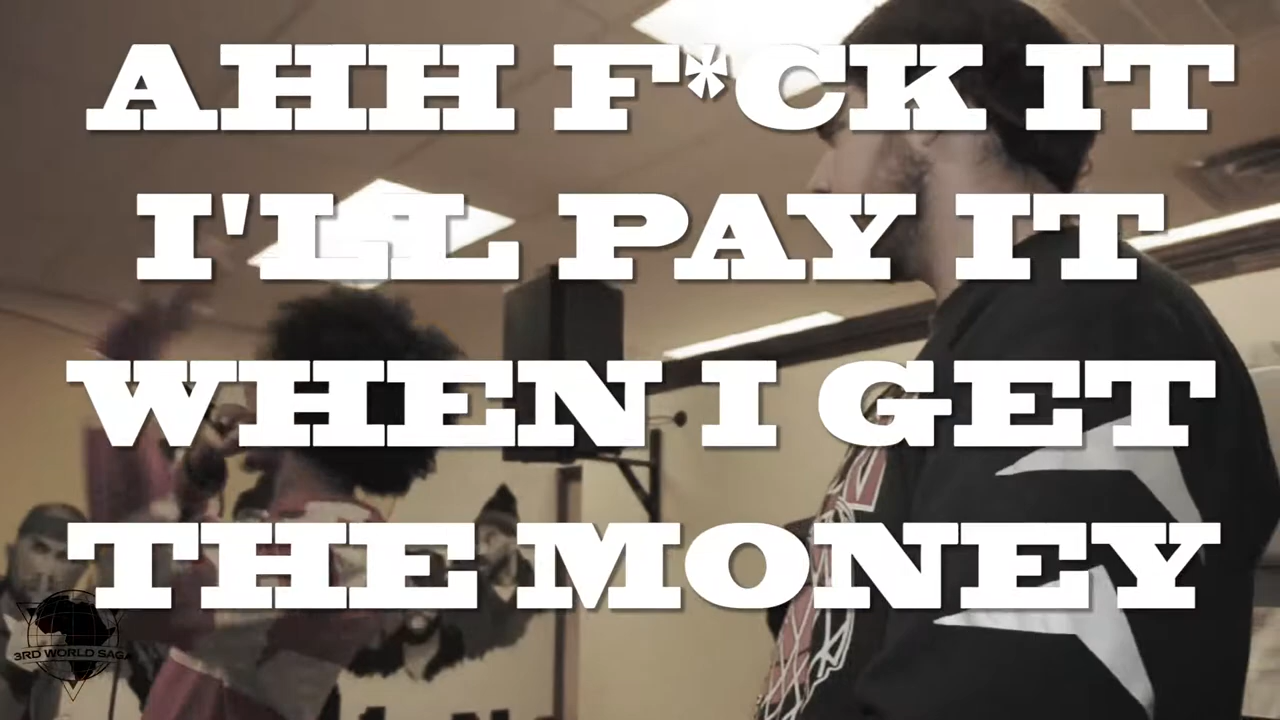 AHH F*CK IT
I'LL PAY IT
WHEN I GET
THE MONEY
3RD WORLD SAGA